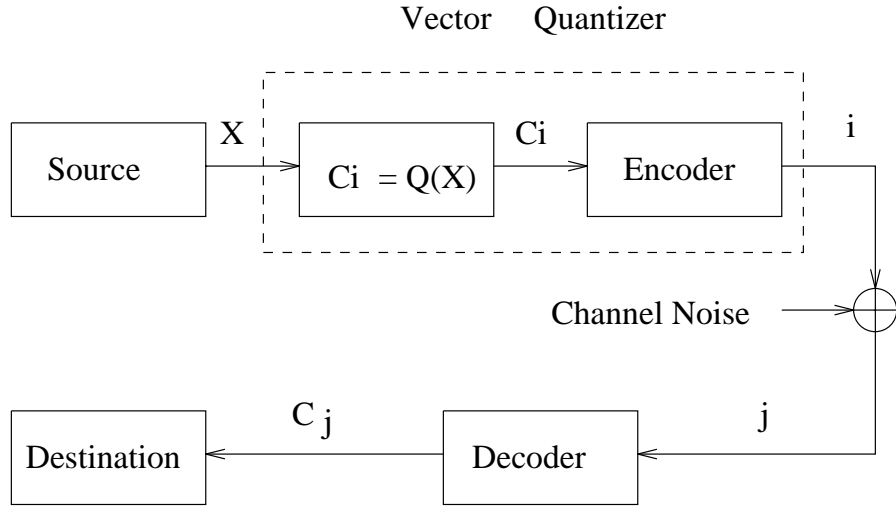 Vector Quantizer
X
Ci
i
Source
Ci = Q(X)
Encoder
Channel Noise
C j
j
Destination
Decoder